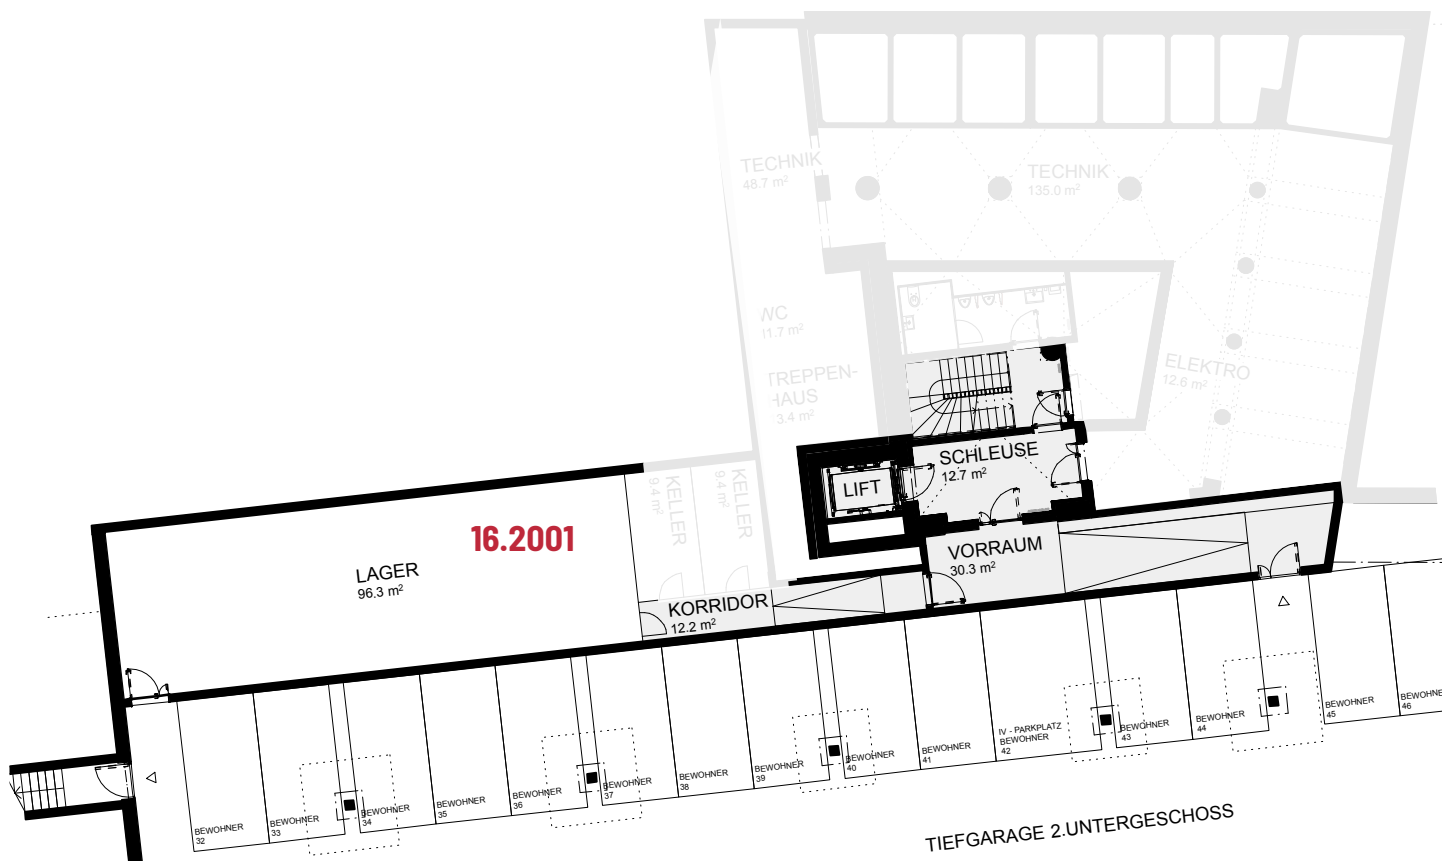 TECHNIK
48.7 m²
TECHNIK
135.0 m²
WC
11.7 m²
ELEKTRO
12.6 m²
TREPPEN-
HAUS
3.4 m²
SCHLEUSE
12.7 m²
LIFT
KELLER
9.4 m²
KELLER
9.4 m²
16.2001
VORRAUM
30.3 m²
LAGER
96.3 m²
KORRIDOR
12.2 m²
BEWOHNER
32
BEWOHNER
33
BEWOHNER
34
BEWOHNER
35
BEWOHNER
36
BEWOHNER
37
BEWOHNER
38
BEWOHNER
39
BEWOHNER
40
BEWOHNER
41
IV - PARKPLATZ
BEWOHNER
42
BEWOHNER
43
BEWOHNER
44
BEWOHNER
45
BEWOHNE
46
TIEFGARAGE 2.UNTERGESCHOSS